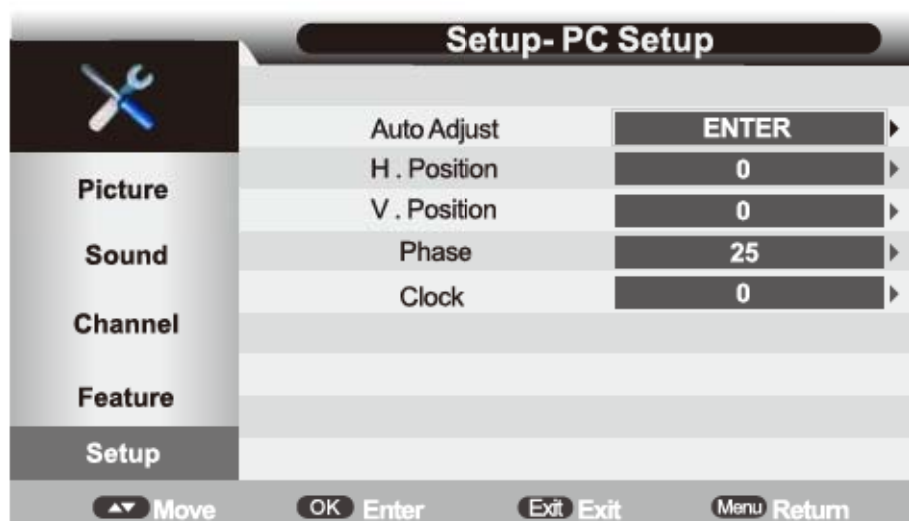 Setup- PC Setup
Auto Adjust ENTER
H . Position 0
V . Position 0
Phase 25
Clock 0
Picture
Sound
Channel
Feature
Setup
Move OK Enter Exit Exit Menu Return